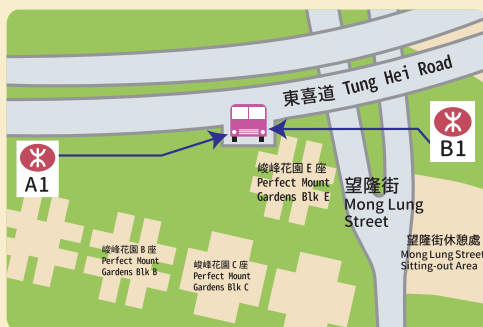 東喜道 Tung Hei Road
A1
B1
峻峰花園 E 座
Perfect Mount
Gardens Blk E
望隆街
Mong Lung
Street
峻峰花園 B 座
Perfect Mount
Gardens Blk B
峻峰花園 C 座
Perfect Mount
Gardens Blk C
望隆街休憩處
Mong Lung Street
Sitting-out Area